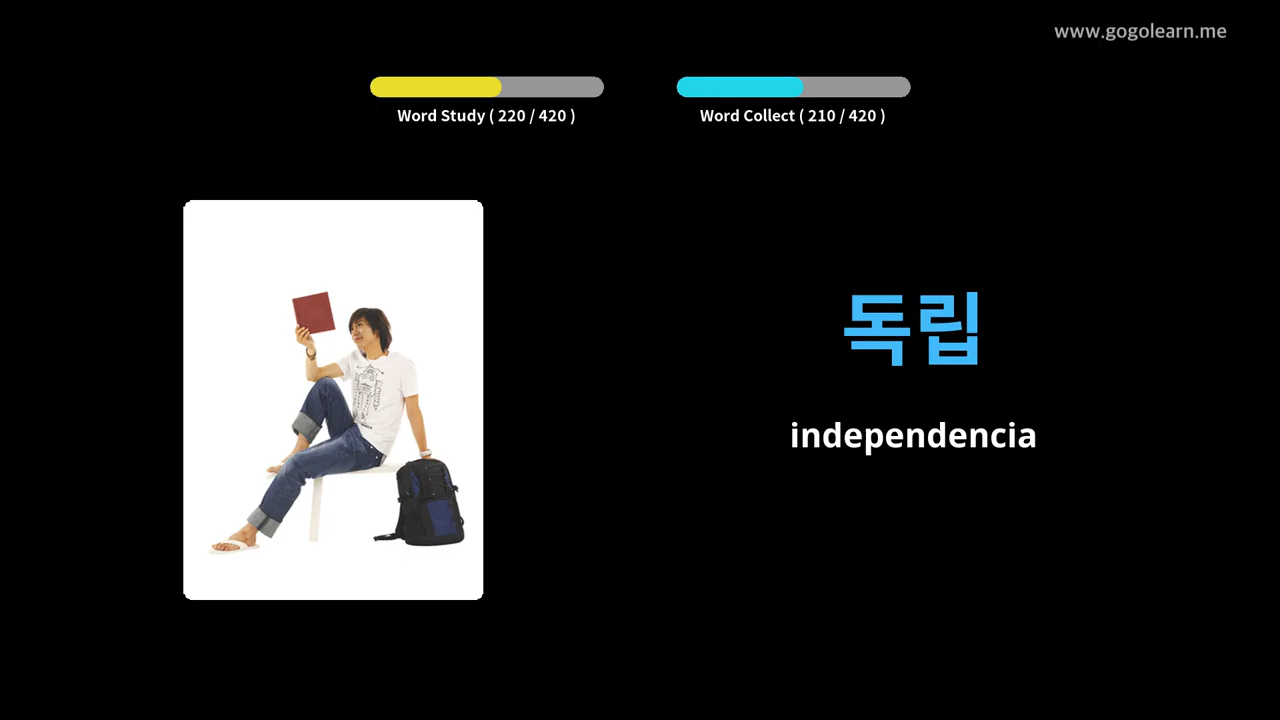 www.gogolearn.me
Word Study ( 220 / 420 )
Word Collect ( 210 / 420 )
독립
independencia